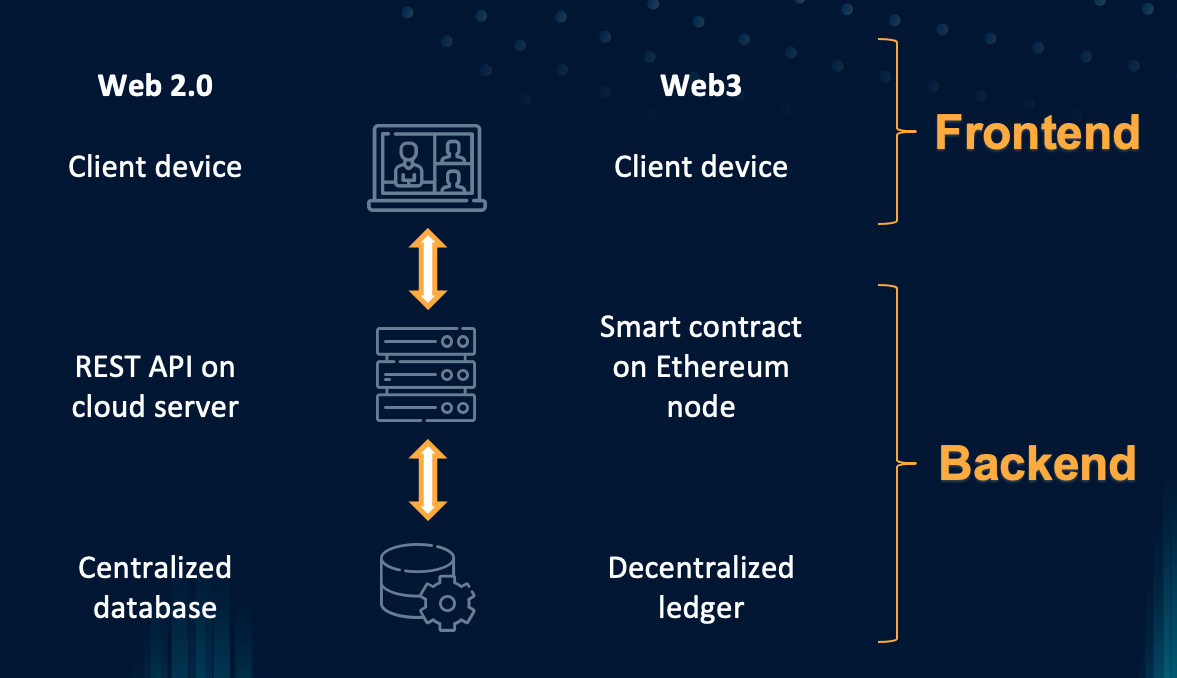 Web 2.0
Web3
Frontend
Client device
Client device
REST API on
cloud server
Smart contract
on Ethereum
node
Backend
Centralized
database
Decentralized
ledger